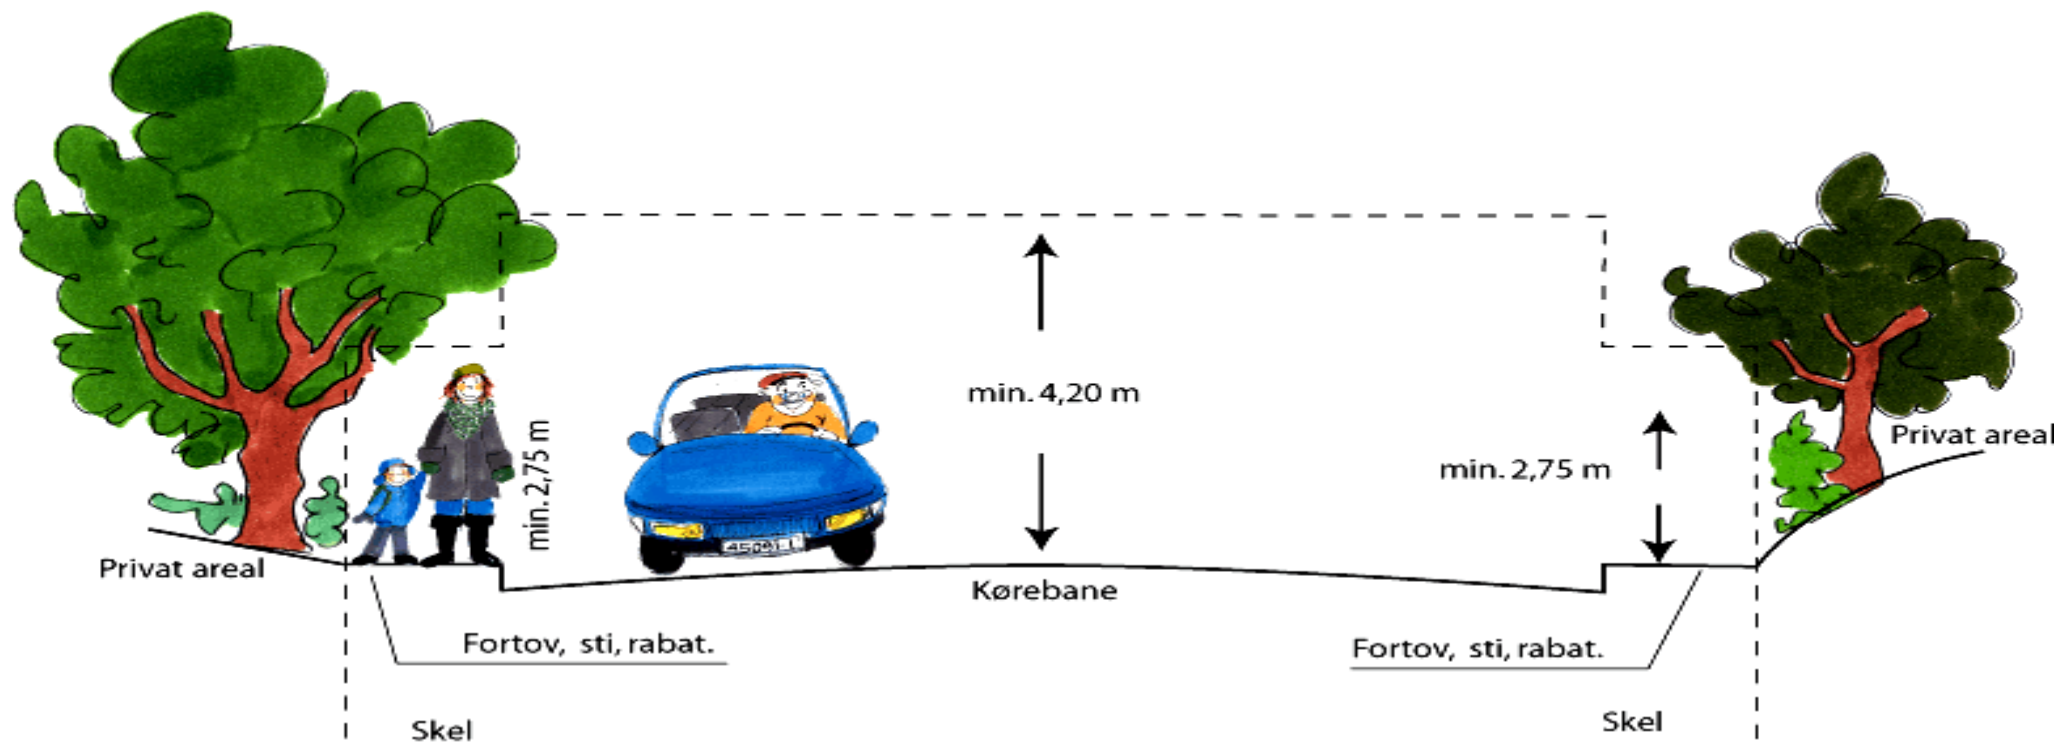 min. 4,20 m
min. 2,75 m
min. 2,75 m
Privat areal
Privat areal
Kørebane
Fortov, sti, rabat.
Fortov, sti, rabat.
Skel
Skel